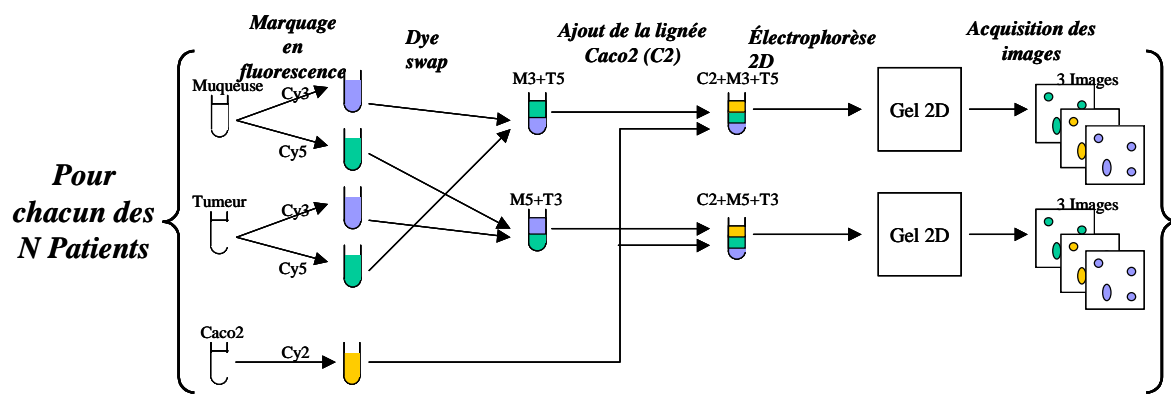 Marquage
en
fluorescence
Dye
swap
Ajout de la lignée
Caco2 (C2)
Électrophorèse
2D
Acquisition des
images
Pour
chacun des
N Patients
Muqueuse
Cy3
Cy5
M3+T5
C2+M3+T5
Gel 2D
3 Images
Tumeur
Cy3
Cy5
M5+T3
C2+M5+T3
Gel 2D
3 Images
Caco2
Cy2